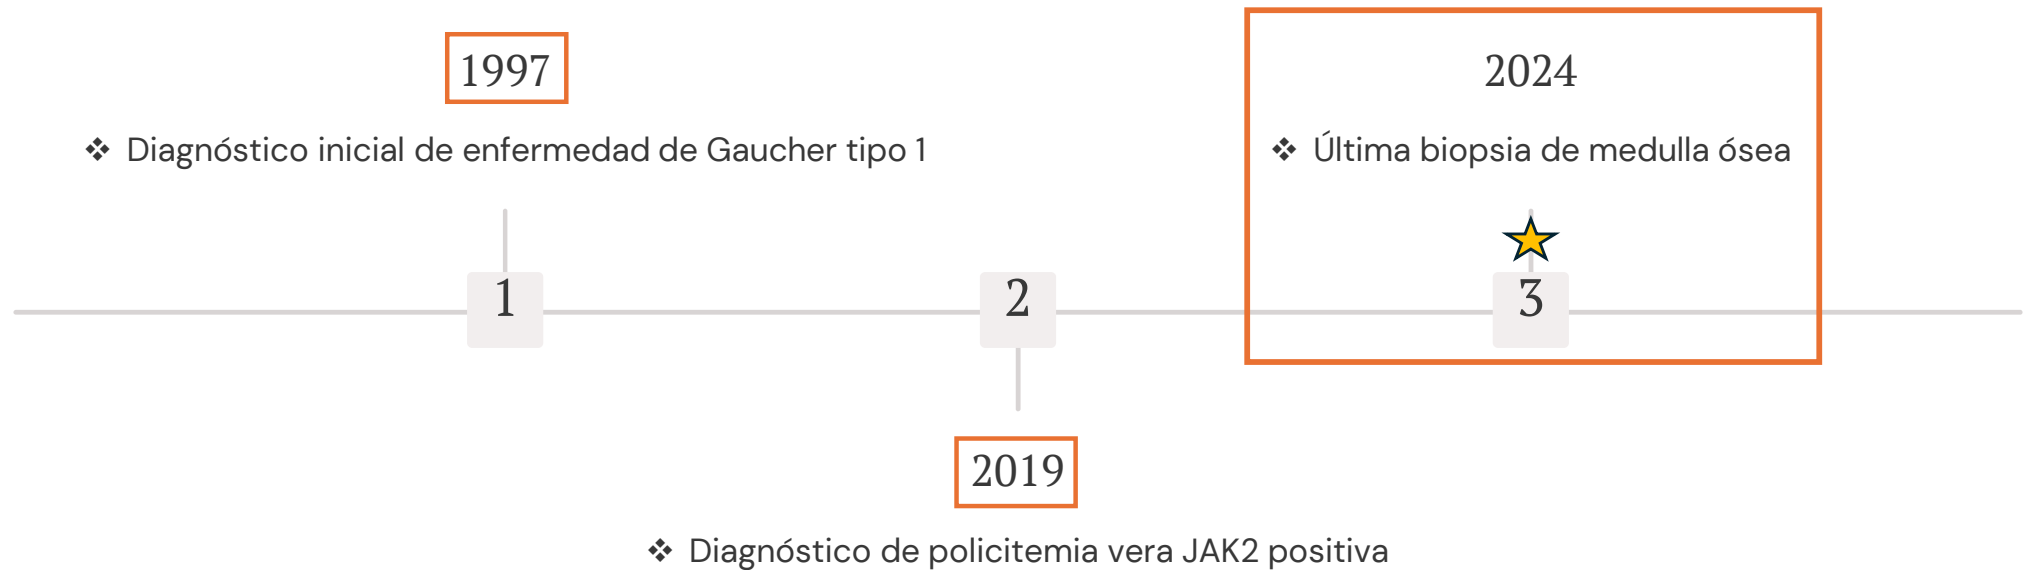 1997
❖ Diagnóstico inicial de enfermedad de Gaucher tipo 1
2024
❖ Última biopsia de medulla ósea
1
2
3
2019
❖ Diagnóstico de policitemia vera JAK2 positiva